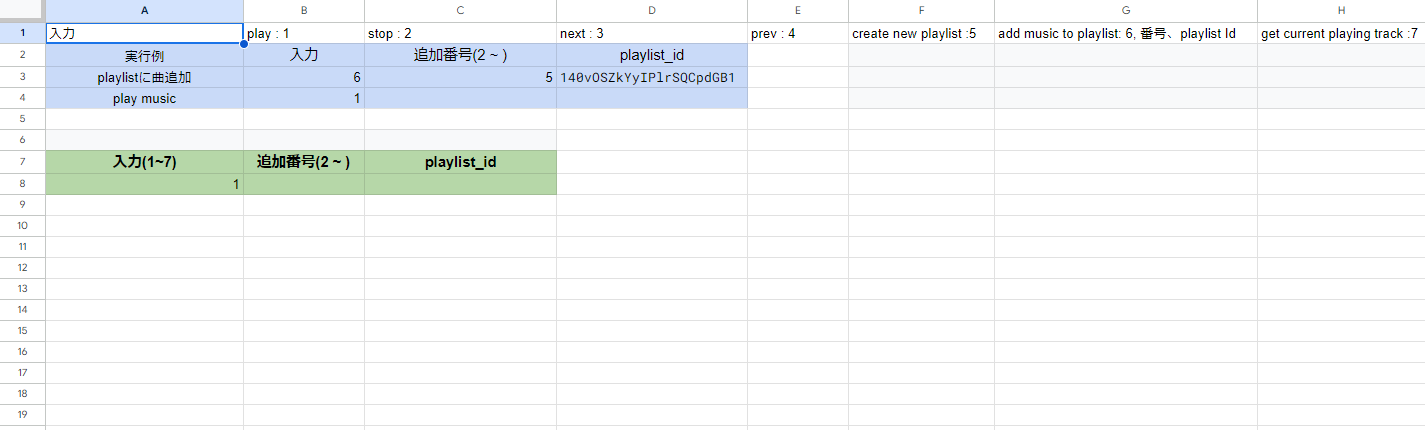 A B C D E F G H
1 入力 play : 1 stop : 2 next : 3 prev : 4 create new playlist :5 add music to playlist: 6, 番号、playlist Id get current playing track :7
2 実行例 入力 追加番号(2 ~ ) playlist_id
3 playlistに曲追加 6 5 140vOSZkYyIPlrSQCpdGB1
4 play music 1
5
6
7 入力(1~7) 追加番号(2 ~ ) playlist_id
8 1
9
10
11
12
13
14
15
16
17
18
19